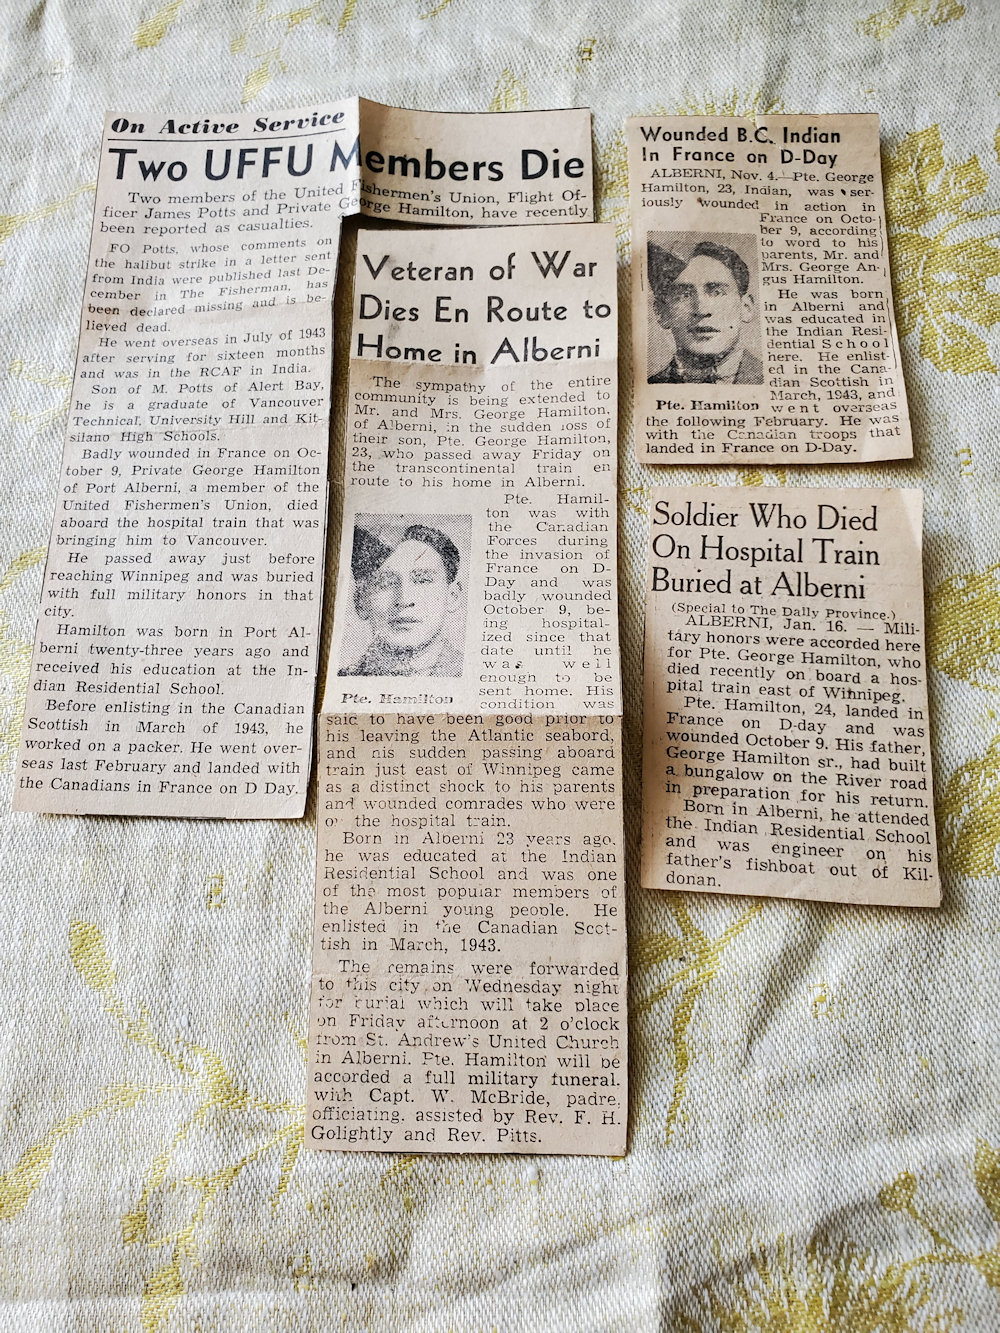 On Active Service
Two UFFU Members Die
Two members of the United Fishermen's Union, Flight Of-
ficer James Potts and Private George Hamilton, have recently
been reported as casualties.
FO Potts, whose comments on
the halibut strike in a letter sent
from India were published last De-
cember in The Fisherman, has
been declared missing and is be-
lieved dead.
He went overseas in July of 1943
after serving for sixteen months
and was in the RCAF in India.
Son of M. Potts of Alert Bay,
he is a graduate of Vancouver
Technical, University Hill and Kit-
silano High Schools.
Badly wounded in France on Oc-
tober 9, Private George Hamilton
of Port Alberni, a member of the
United Fishermen's Union, died
aboard the hospital train that was
bringing him to Vancouver.
He passed away just before
reaching Winnipeg and was buried
with full military honors in that
city.
Hamilton was born in Port Al-
berni twenty-three years ago and
received his education at the In-
dian Residential School.
Before enlisting in the Canadian
Scottish in March of 1943, he
worked on a packer. He went over-
seas last February and landed with
the Canadians in France on D Day.
Veteran of War
Dies En Route to
Home in Alberni
The sympathy of the entire
community is being extended to
Mr. and Mrs. George Hamilton,
of Alberni, in the sudden loss of
their son, Pte. George Hamilton,
23, who passed away Friday on
the transcontinental train en
route to his home in Alberni.
Pte. Hamil-
ton was with
the Canadian
Forces during
the invasion of
France on D-
Day and was
badly wounded
October 9, be-
ing hospital-
ized since that
date until he
was well
enough to be
sent home. His
condition was
Pte. Hamilton
said to have been good prior to
his leaving the Atlantic seabord,
and his sudden passing aboard
train just east of Winnipeg came
as a distinct shock to his parents
and wounded comrades who were
on the hospital train.
Born in Alberni 23 years ago,
he was educated at the Indian
Residential School and was one
of the most popular members of
the Alberni young people. He
enlisted in the Canadian Scot-
tish in March, 1943.
The remains were forwarded
to this city on Wednesday night
for burial which will take place
on Friday afternoon at 2 o'clock
from St. Andrew's United Church
in Alberni. Pte. Hamilton will be
accorded a full military funeral,
with Capt. W. McBride, padre,
officiating, assisted by Rev. F. H.
Golightly and Rev. Pitts.
Wounded B.C. Indian
In France on D-Day
ALBERNI, Nov. 4.—Pte. George
Hamilton, 23, Indian, was ser-
iously wounded in action in
France on Octo-
ber 9, according
to word to his
parents, Mr. and
Mrs. George An-
gus Hamilton.
He was born
in Alberni and
was educated in
the Indian Resi-
dential School
here. He enlist-
ed in the Cana-
dian Scottish in
March, 1943, and
Pte. Hamilton
went overseas
the following February. He was
with the Canadian troops that
landed in France on D-Day.
Soldier Who Died
On Hospital Train
Buried at Alberni
(Special to The Daily Province.)
ALBERNI, Jan. 16. — Mili-
tary honors were accorded here
for Pte. George Hamilton, who
died recently on board a hos-
pital train east of Winnipeg.
Pte. Hamilton, 24, landed in
France on D-day and was
wounded October 9. His father,
George Hamilton sr., had built
a bungalow on the River road
in preparation for his return.
Born in Alberni, he attended
the Indian Residential School
and was engineer on his
father's fishboat out of Kil-
donan.